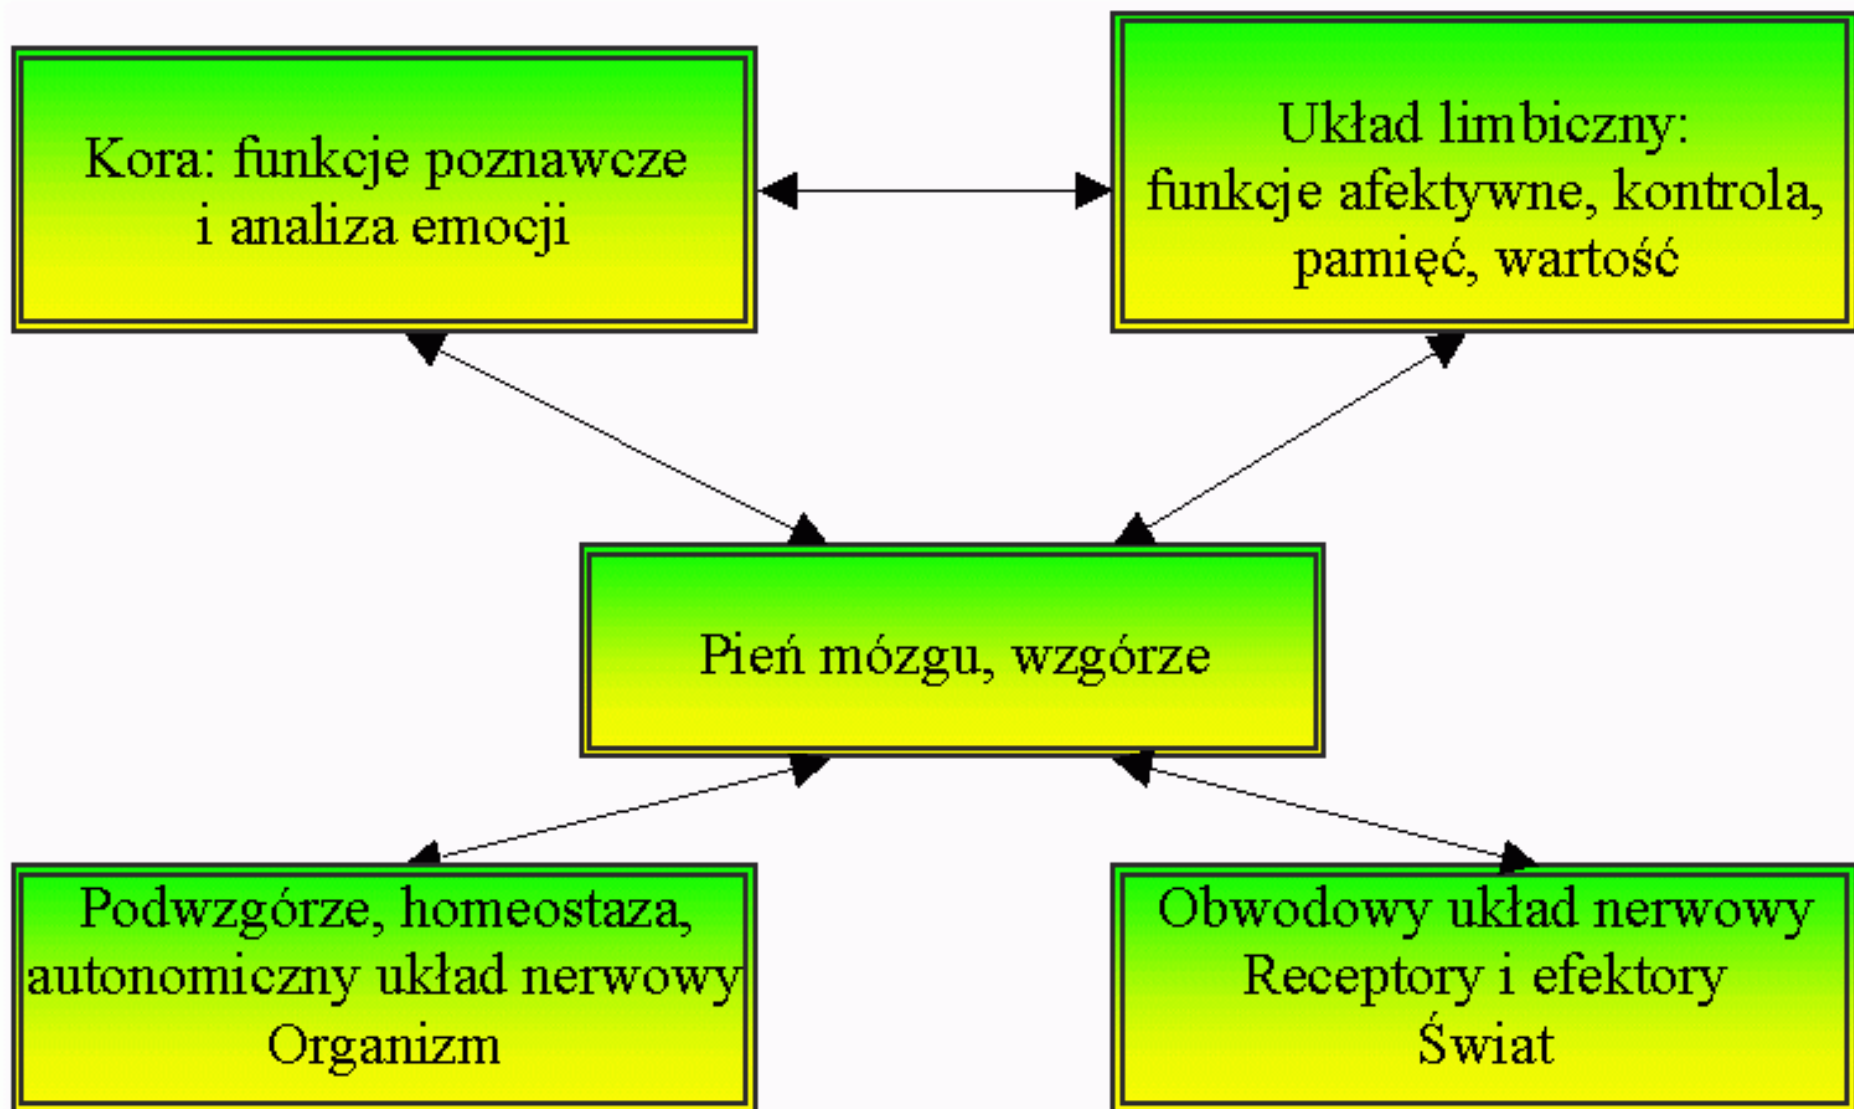 Kora: funkcje poznawcze
i analiza emocji
Układ limbiczny:
funkcje afektywne, kontrola,
pamięć, wartość
Pień mózgu, wzgórze
Podwzgórze, homeostaza,
autonomiczny układ nerwowy
Organizm
Obwodowy układ nerwowy
Receptory i efektory
Świat